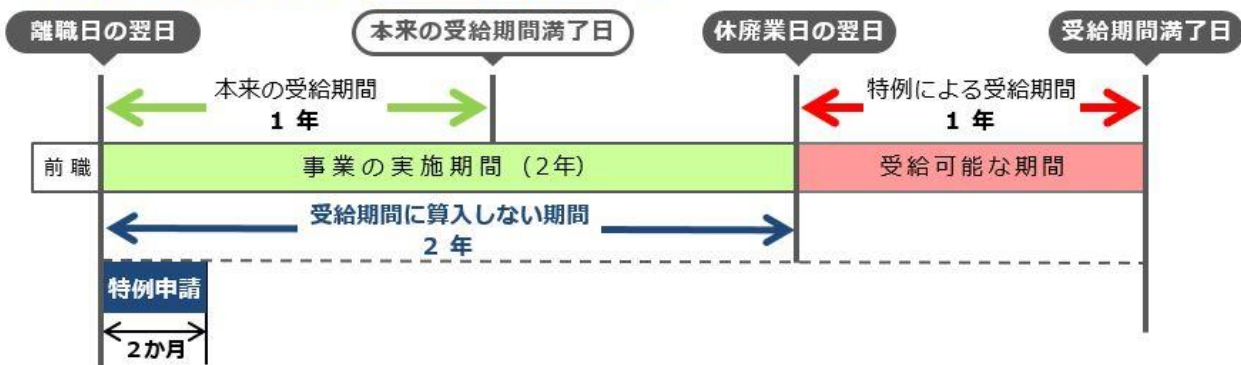 離職日の翌日
本来の受給期間満了日
休廃業日の翌日
受給期間満了日
本来の受給期間
1 年
特例による受給期間
1 年
前職
事業の実施期間（2年）
受給可能な期間
受給期間に算入しない期間
2 年
特例申請
2か月